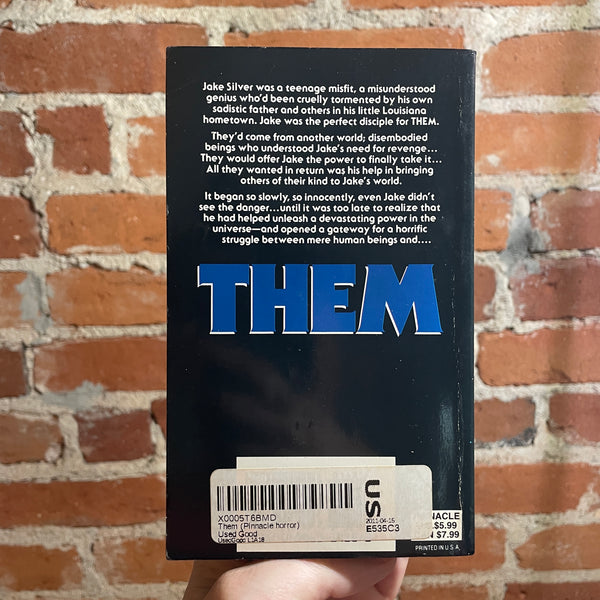 Jake Silver was a teenage misfit, a misunderstood
genius who'd been cruelly tormented by his own
sadistic father and others in his little Louisiana
hometown. Jake was the perfect disciple for THEM.
They'd come from another world; disembodied
beings who understood Jake's need for revenge...
They would offer Jake the power to finally take it...
All they wanted in return was his help in bringing
others of their kind to Jake's world.
It began so slowly, so innocently, even Jake didn't
see the danger...until it was too late to realize that
he had helped unleash a devastating power in the
universe—and opened a gateway for a horrific
struggle between mere human beings and....
THEM
X0005T6BMD
Them (Pinnacle horror)
Used Good
UsedGood L1A18
US
2011-04-15
E535C3
NACLE
$5.99
N $7.99
PRINTED IN U.S.A.